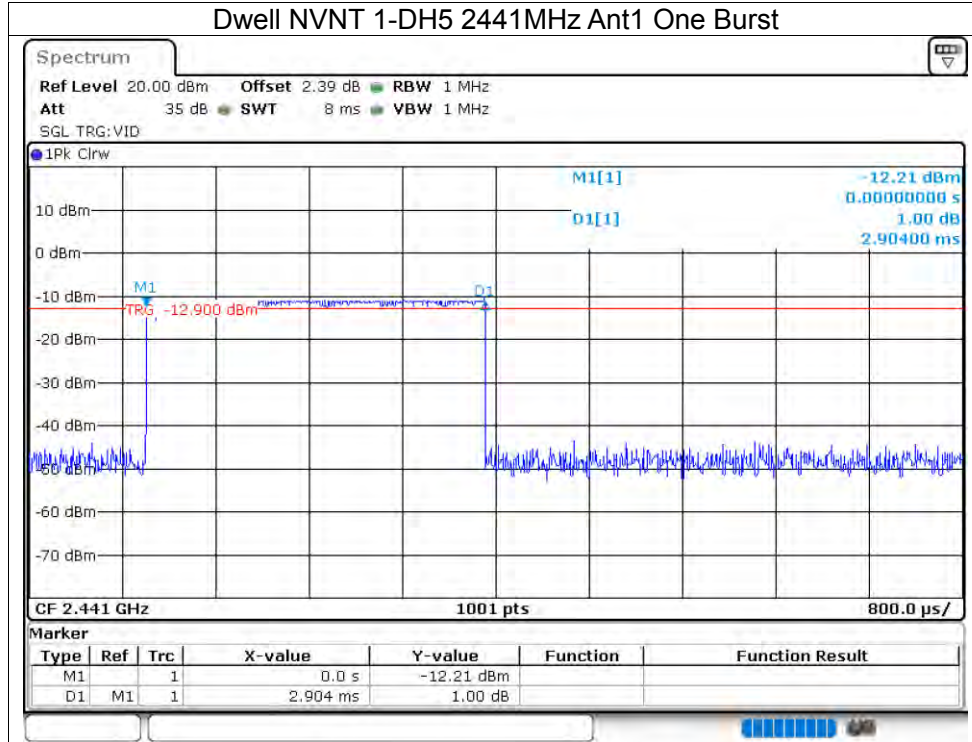 Dwell NVNT 1-DH5 2441MHz Ant1 One Burst
Spectrum
Ref Level 20.00 dBm Offset 2.39 dB RBW 1 MHz
Att 35 dB SWT 8 ms VBW 1 MHz
SGL TRG:VID
1Pk Clrw
M1[1] -12.21 dBm
0.00000000 s
10 dBm
D1[1] 1.00 dB
2.90400 ms
0 dBm
M1
D1
-10 dBm
TRG -12.900 dBm
-20 dBm
-30 dBm
-40 dBm
-50 dBm
-60 dBm
-70 dBm
CF 2.441 GHz 1001 pts 800.0 µs/
Marker
Type Ref Trc X-value Y-value Function Function Result
M1 1 0.0 s -12.21 dBm
D1 M1 1 2.904 ms 1.00 dB